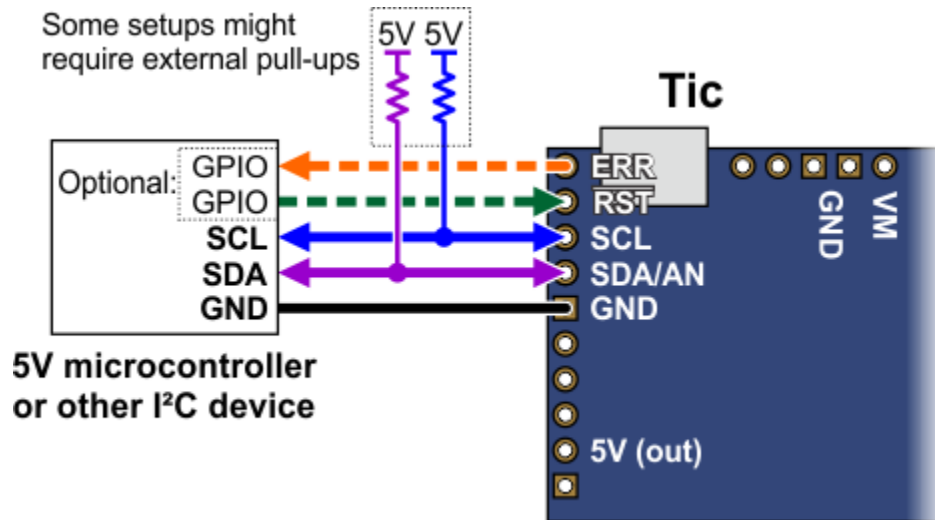 Some setups might
require external pull-ups
5V 5V
Tic
Optional:
GPIO
GPIO
SCL
SDA
GND
ERR
RST
SCL
SDA/AN
GND
5V (out)
GND
VM
5V microcontroller
or other I²C device